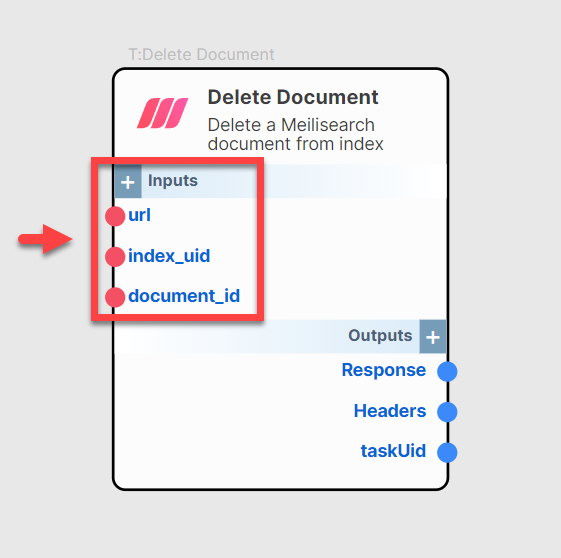 T:Delete Document
Delete Document
Delete a Meilisearch
document from index
+ Inputs
url
index_uid
document_id
Outputs +
Response
Headers
taskUid